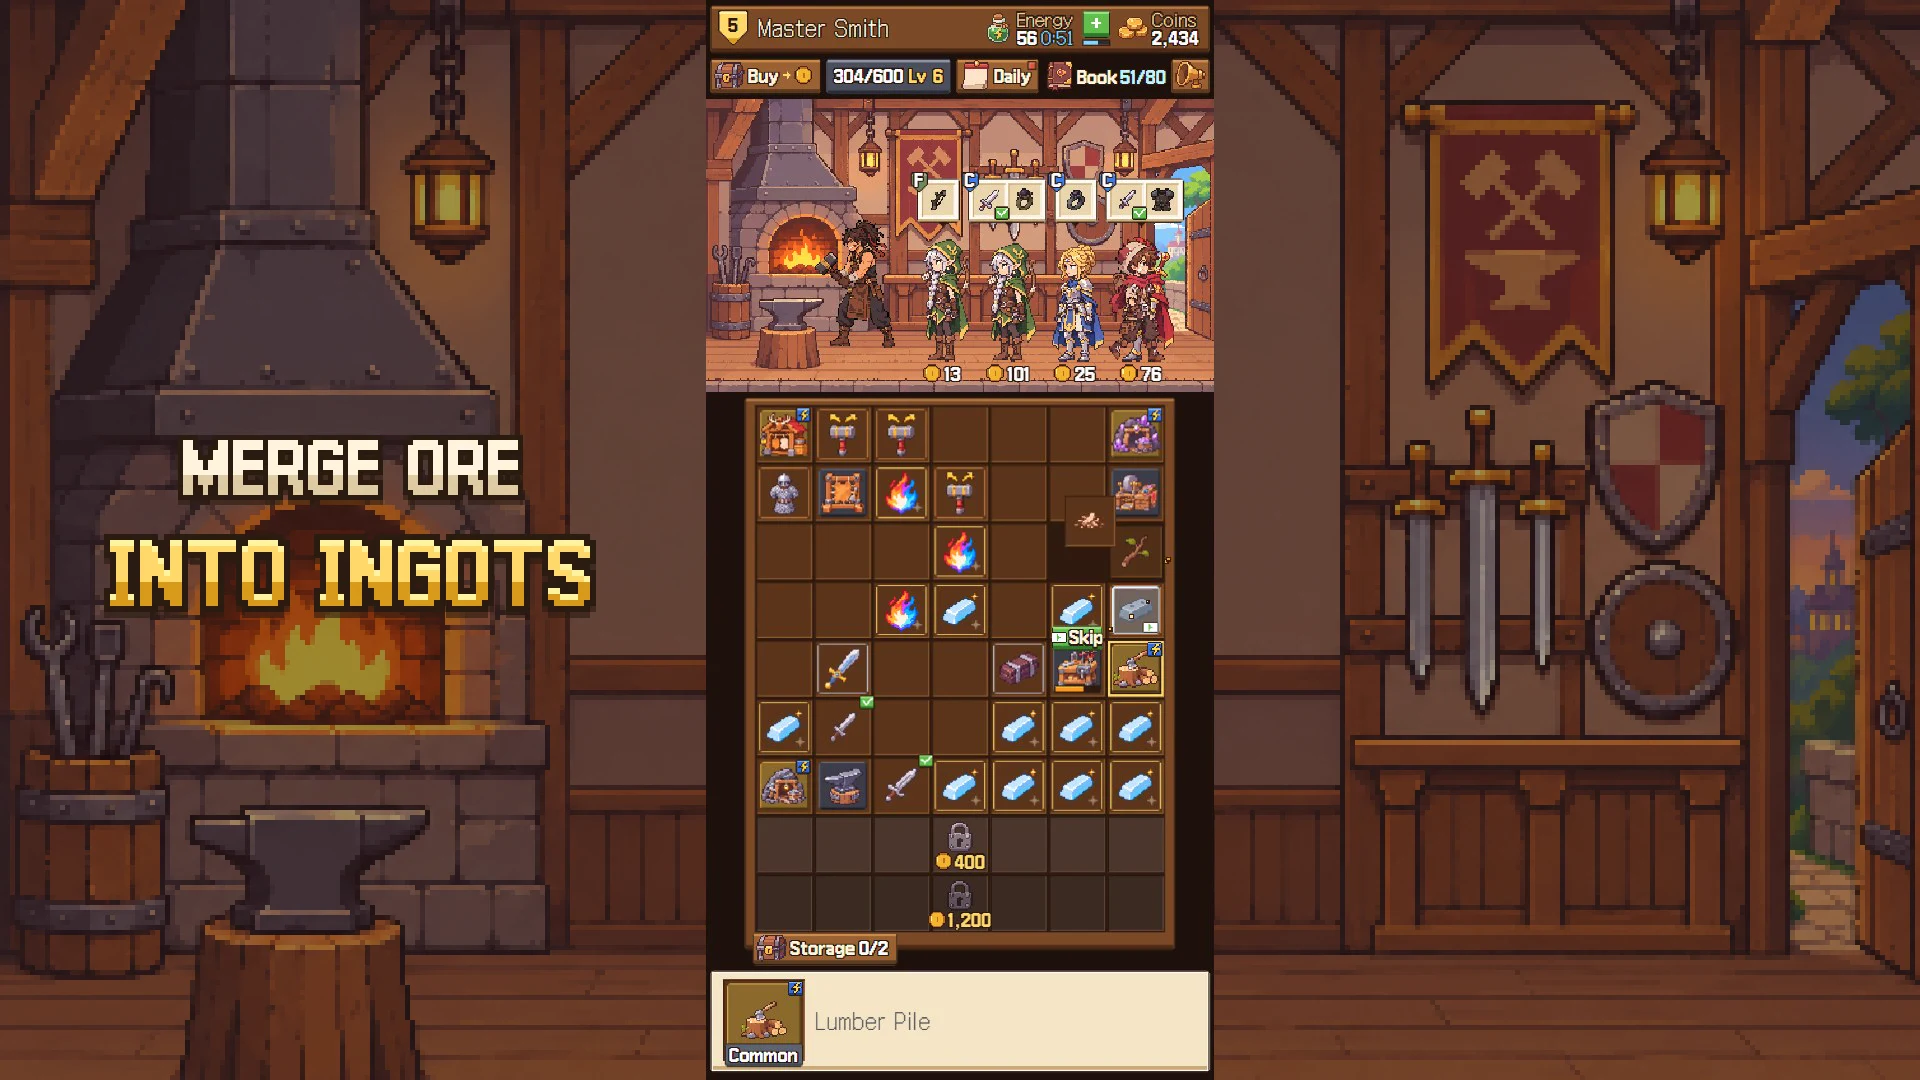 5 Master Smith
Energy
56 0:51
+
Coins
2,434
Buy
304/600 Lv 6
Daily
Book 51/80
F
C
C
C
13
101
25
76
MERGE ORE
INTO INGOTS
Skip
400
1,200
Storage 0/2
Lumber Pile
Common